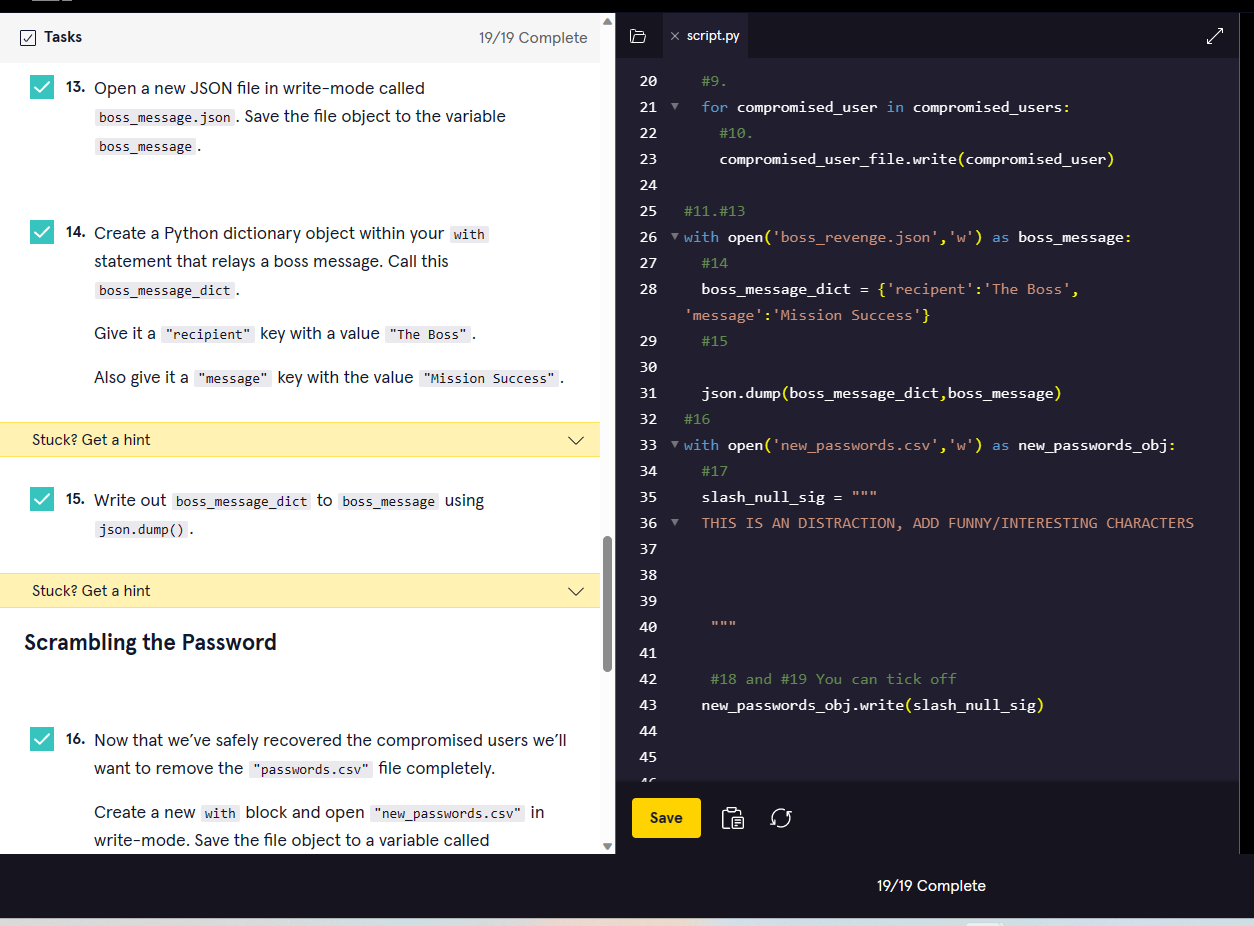 Tasks
19/19 Complete
13. Open a new JSON file in write-mode called
boss_message.json. Save the file object to the variable
boss_message.
14. Create a Python dictionary object within your with
statement that relays a boss message. Call this
boss_message_dict.
Give it a "recipient" key with a value "The Boss".
Also give it a "message" key with the value "Mission Success".
Stuck? Get a hint
15. Write out boss_message_dict to boss_message using
json.dump().
Stuck? Get a hint
Scrambling the Password
16. Now that we've safely recovered the compromised users we'll
want to remove the "passwords.csv" file completely.
Create a new with block and open "new_passwords.csv" in
write-mode. Save the file object to a variable called
script.py
20 #9.
21 for compromised_user in compromised_users:
22 #10.
23 compromised_user_file.write(compromised_user)
24
25 #11.#13
26 with open('boss_revenge.json','w') as boss_message:
27 #14
28 boss_message_dict = {'recipent':'The Boss',
'message':'Mission Success'}
29 #15
30
31 json.dump(boss_message_dict,boss_message)
32 #16
33 with open('new_passwords.csv','w') as new_passwords_obj:
34 #17
35 slash_null_sig = """
36 THIS IS AN DISTRACTION, ADD FUNNY/INTERESTING CHARACTERS
37
38
39
40 """
41
42 #18 and #19 You can tick off
43 new_passwords_obj.write(slash_null_sig)
44
45
46
Save
19/19 Complete